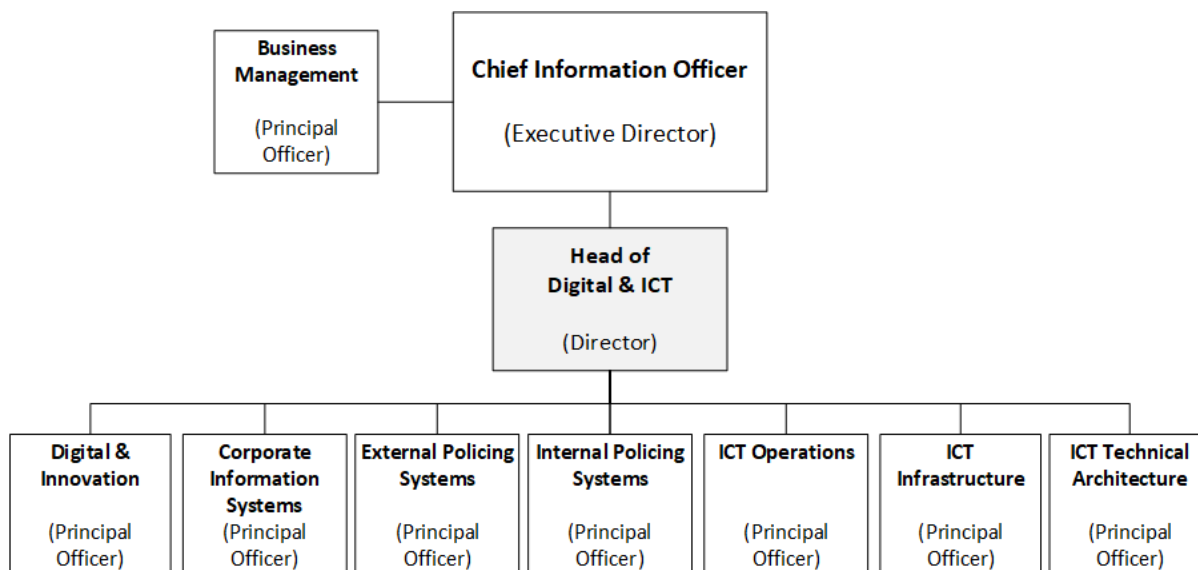 Business
Management
(Principal
Officer)
Chief Information Officer
(Executive Director)
Head of
Digital & ICT
(Director)
Digital &
Innovation
(Principal
Officer)
Corporate
Information
Systems
(Principal
Officer)
External Policing
Systems
(Principal
Officer)
Internal Policing
Systems
(Principal
Officer)
ICT Operations
(Principal
Officer)
ICT
Infrastructure
(Principal
Officer)
ICT Technical
Architecture
(Principal
Officer)